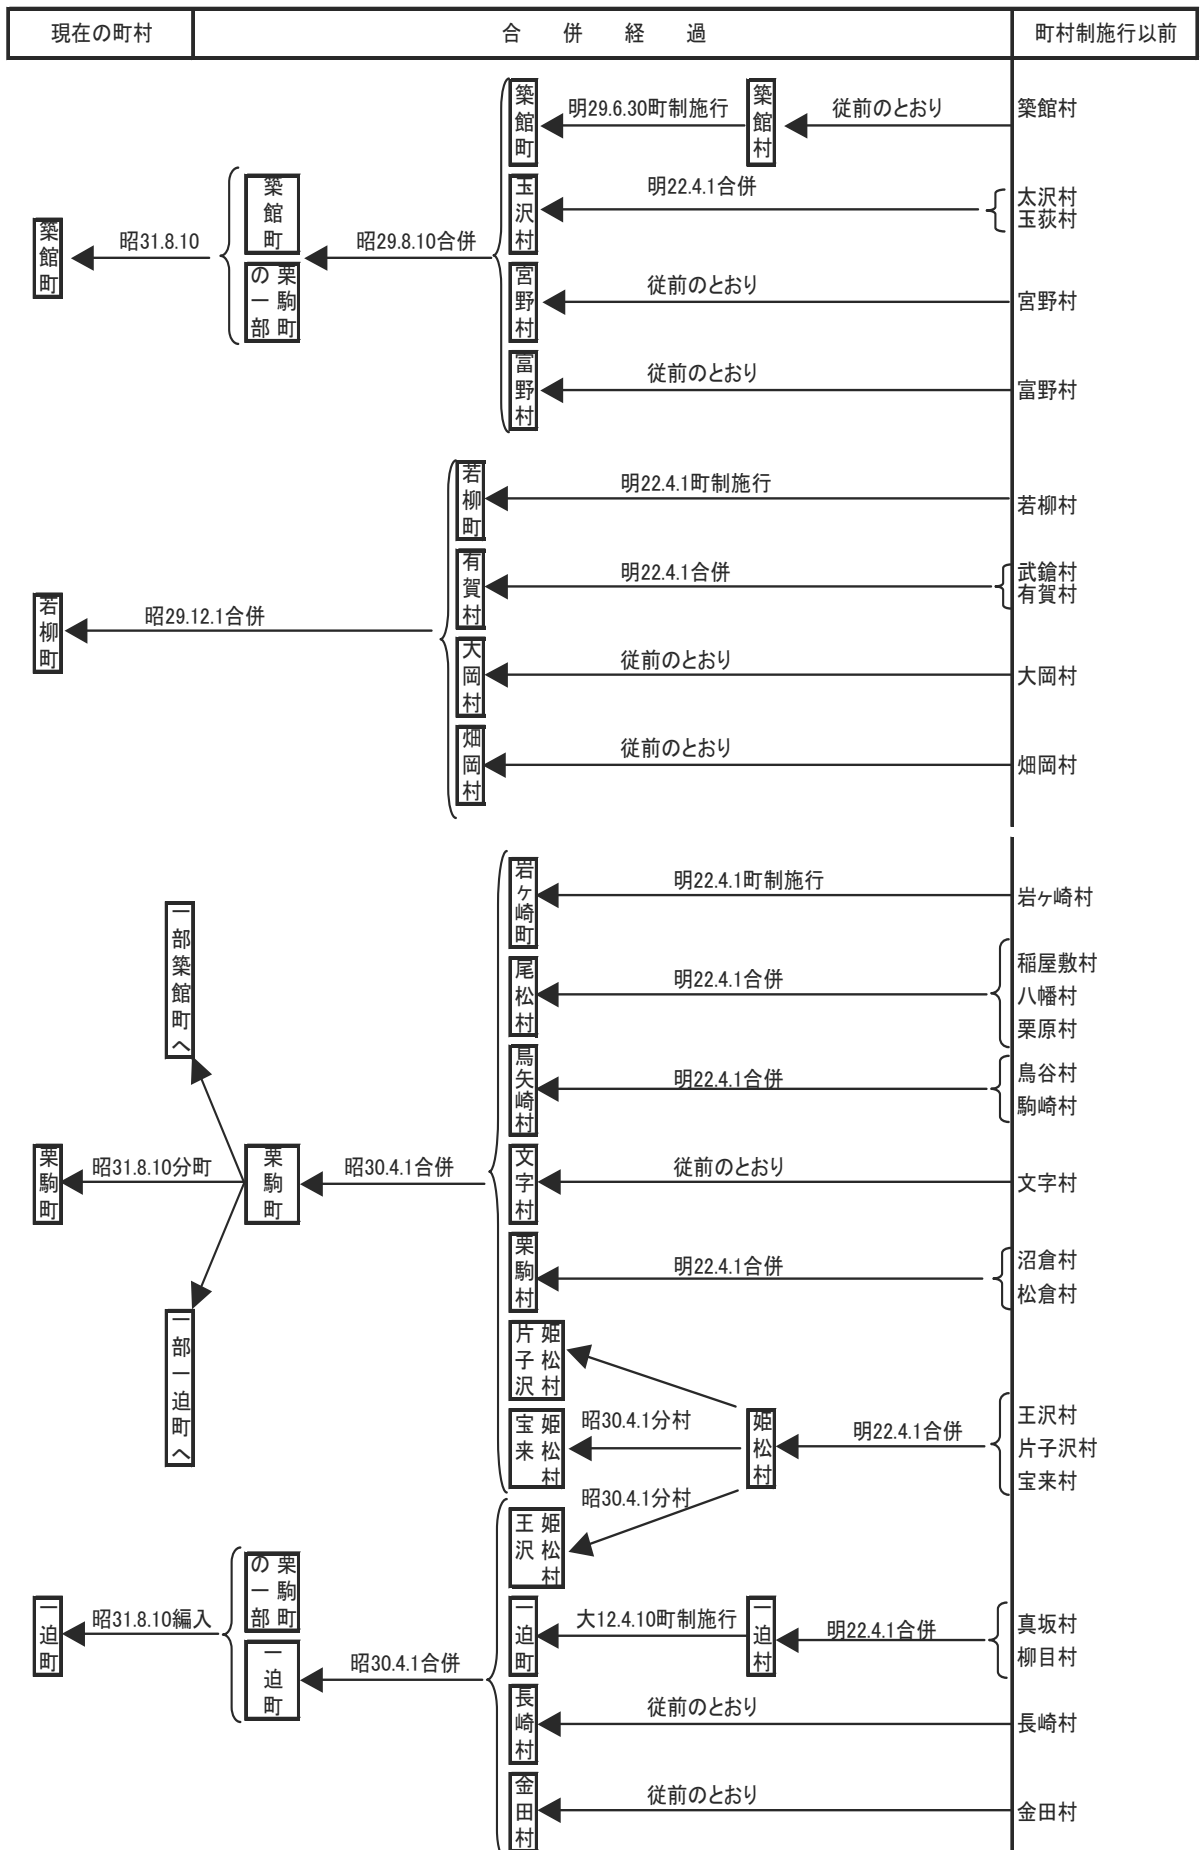 現在の町村
合併経過
町村制施行以前
築館町
昭31.8.10
築館町
栗駒町の一部
昭29.8.10合併
築館町
明29.6.30町制施行
築館村
従前のとおり
築館村
玉沢村
明22.4.1合併
太沢村
玉荻村
宮野村
従前のとおり
宮野村
富野村
従前のとおり
富野村
若柳町
昭29.12.1合併
若柳町
明22.4.1町制施行
若柳村
有賀村
明22.4.1合併
武鎗村
有賀村
大岡村
従前のとおり
大岡村
畑岡村
従前のとおり
畑岡村
一部築館町へ
栗駒町
昭31.8.10分町
栗駒町
昭30.4.1合併
一部一迫町へ
岩ヶ崎町
明22.4.1町制施行
岩ヶ崎村
尾松村
明22.4.1合併
稲屋敷村
八幡村
栗原村
鳥矢崎村
明22.4.1合併
鳥谷村
駒崎村
文字村
従前のとおり
文字村
栗駒村
明22.4.1合併
沼倉村
松倉村
姫松村片子沢
姫松村宝来
昭30.4.1分村
姫松村
明22.4.1合併
王沢村
片子沢村
宝来村
昭30.4.1分村
姫松村王沢
一迫町
昭31.8.10編入
栗駒町の一部
一迫町
昭30.4.1合併
一迫町
大12.4.10町制施行
一迫村
明22.4.1合併
真坂村
柳目村
長崎村
従前のとおり
長崎村
金田村
従前のとおり
金田村